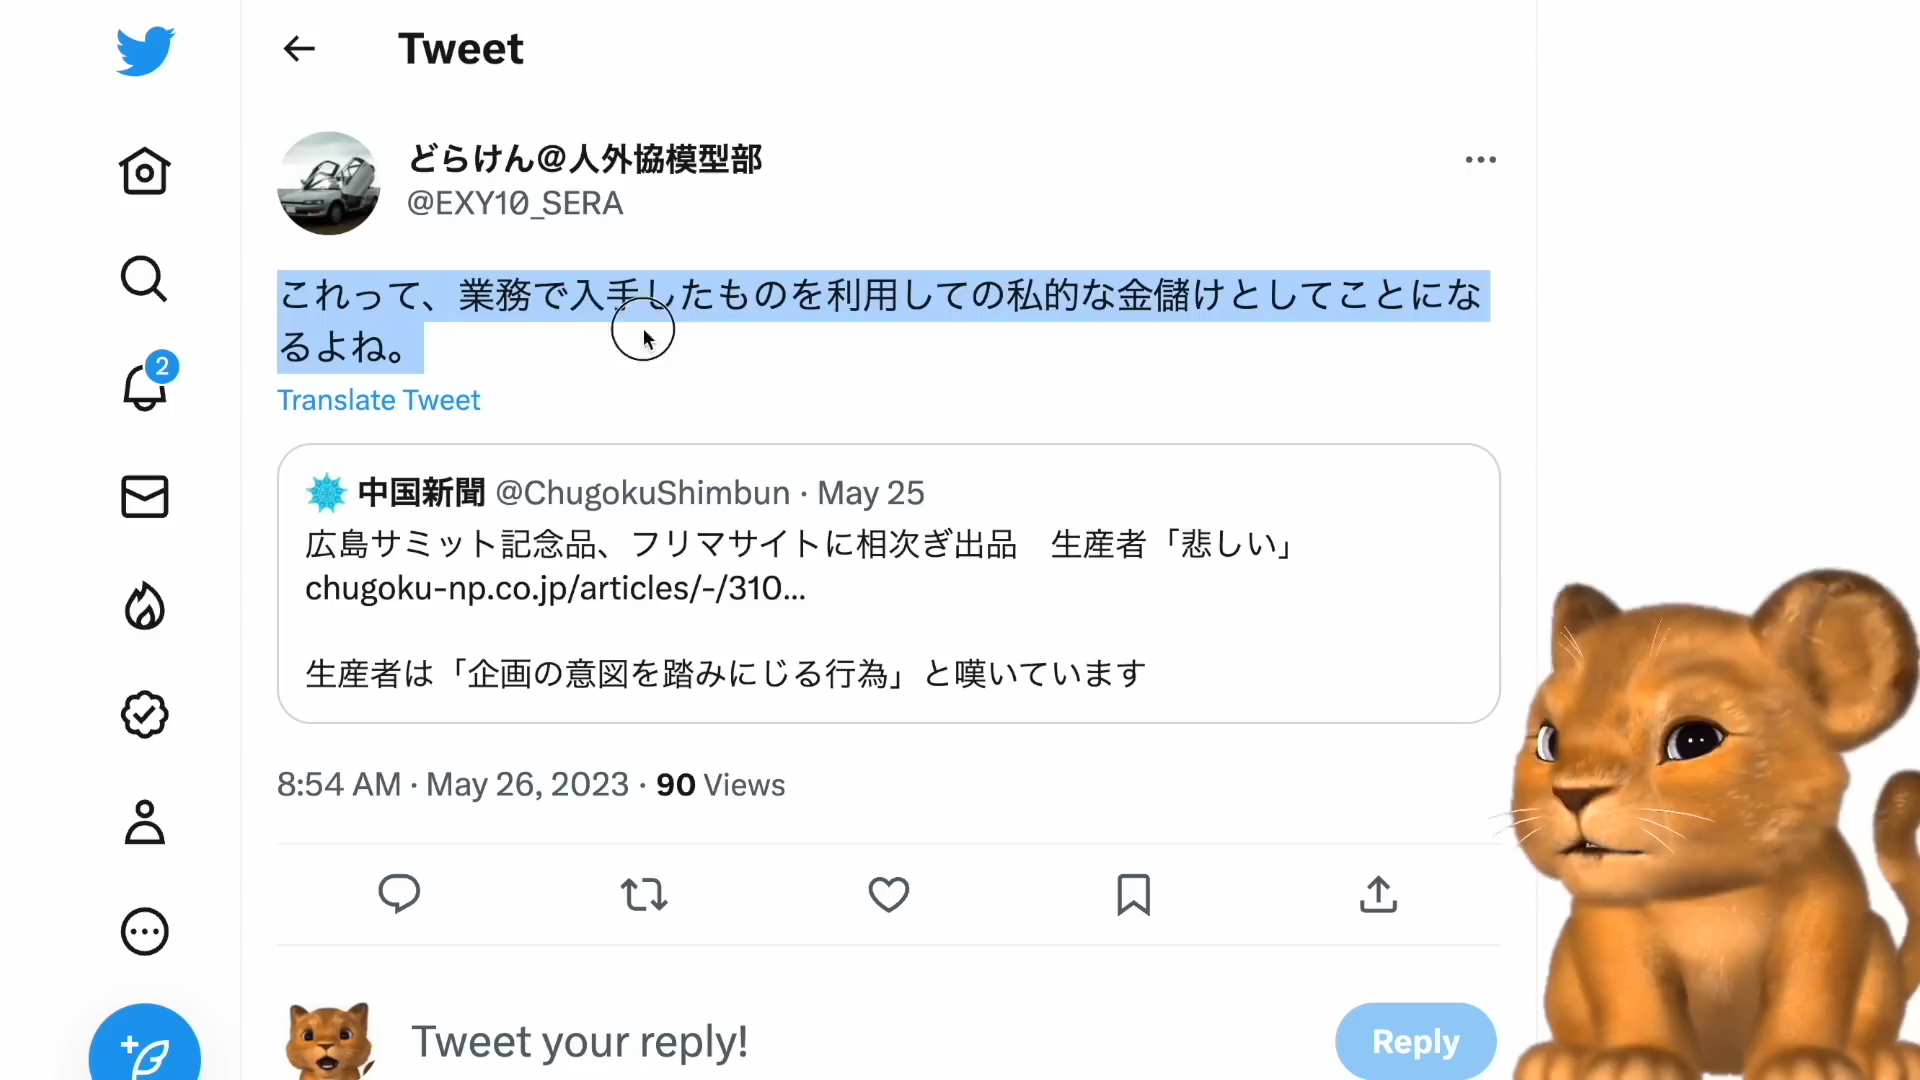 Tweet
どらけん@人外協模型部
@EXY10_SERA
これって、業務で入手したものを利用しての私的な金儲けとしてことにな
るよね。
Translate Tweet
中国新聞 @ChugokuShimbun · May 25
広島サミット記念品、フリマサイトに相次ぎ出品　生産者「悲しい」
chugoku-np.co.jp/articles/-/310...
生産者は「企画の意図を踏みにじる行為」と嘆いています
8:54 AM · May 26, 2023 · 90 Views
2
Tweet your reply!
Reply